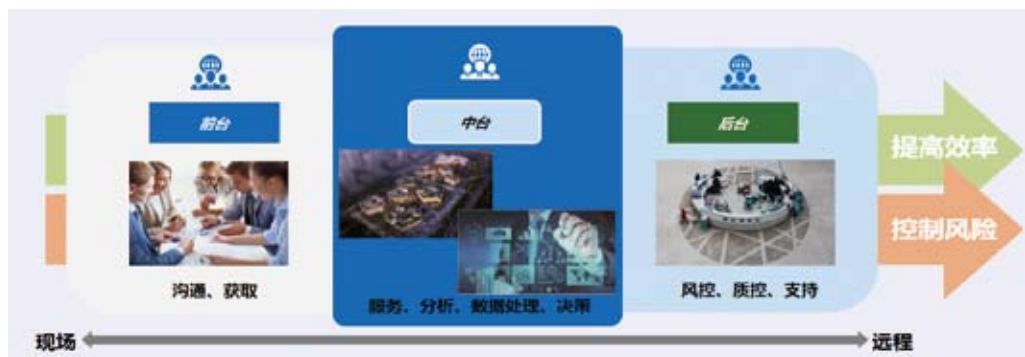 前台
中台
后台
提高效率
控制风险
沟通、获取
服务、分析、数据处理、决策
风控、质控、支持
现场
远程